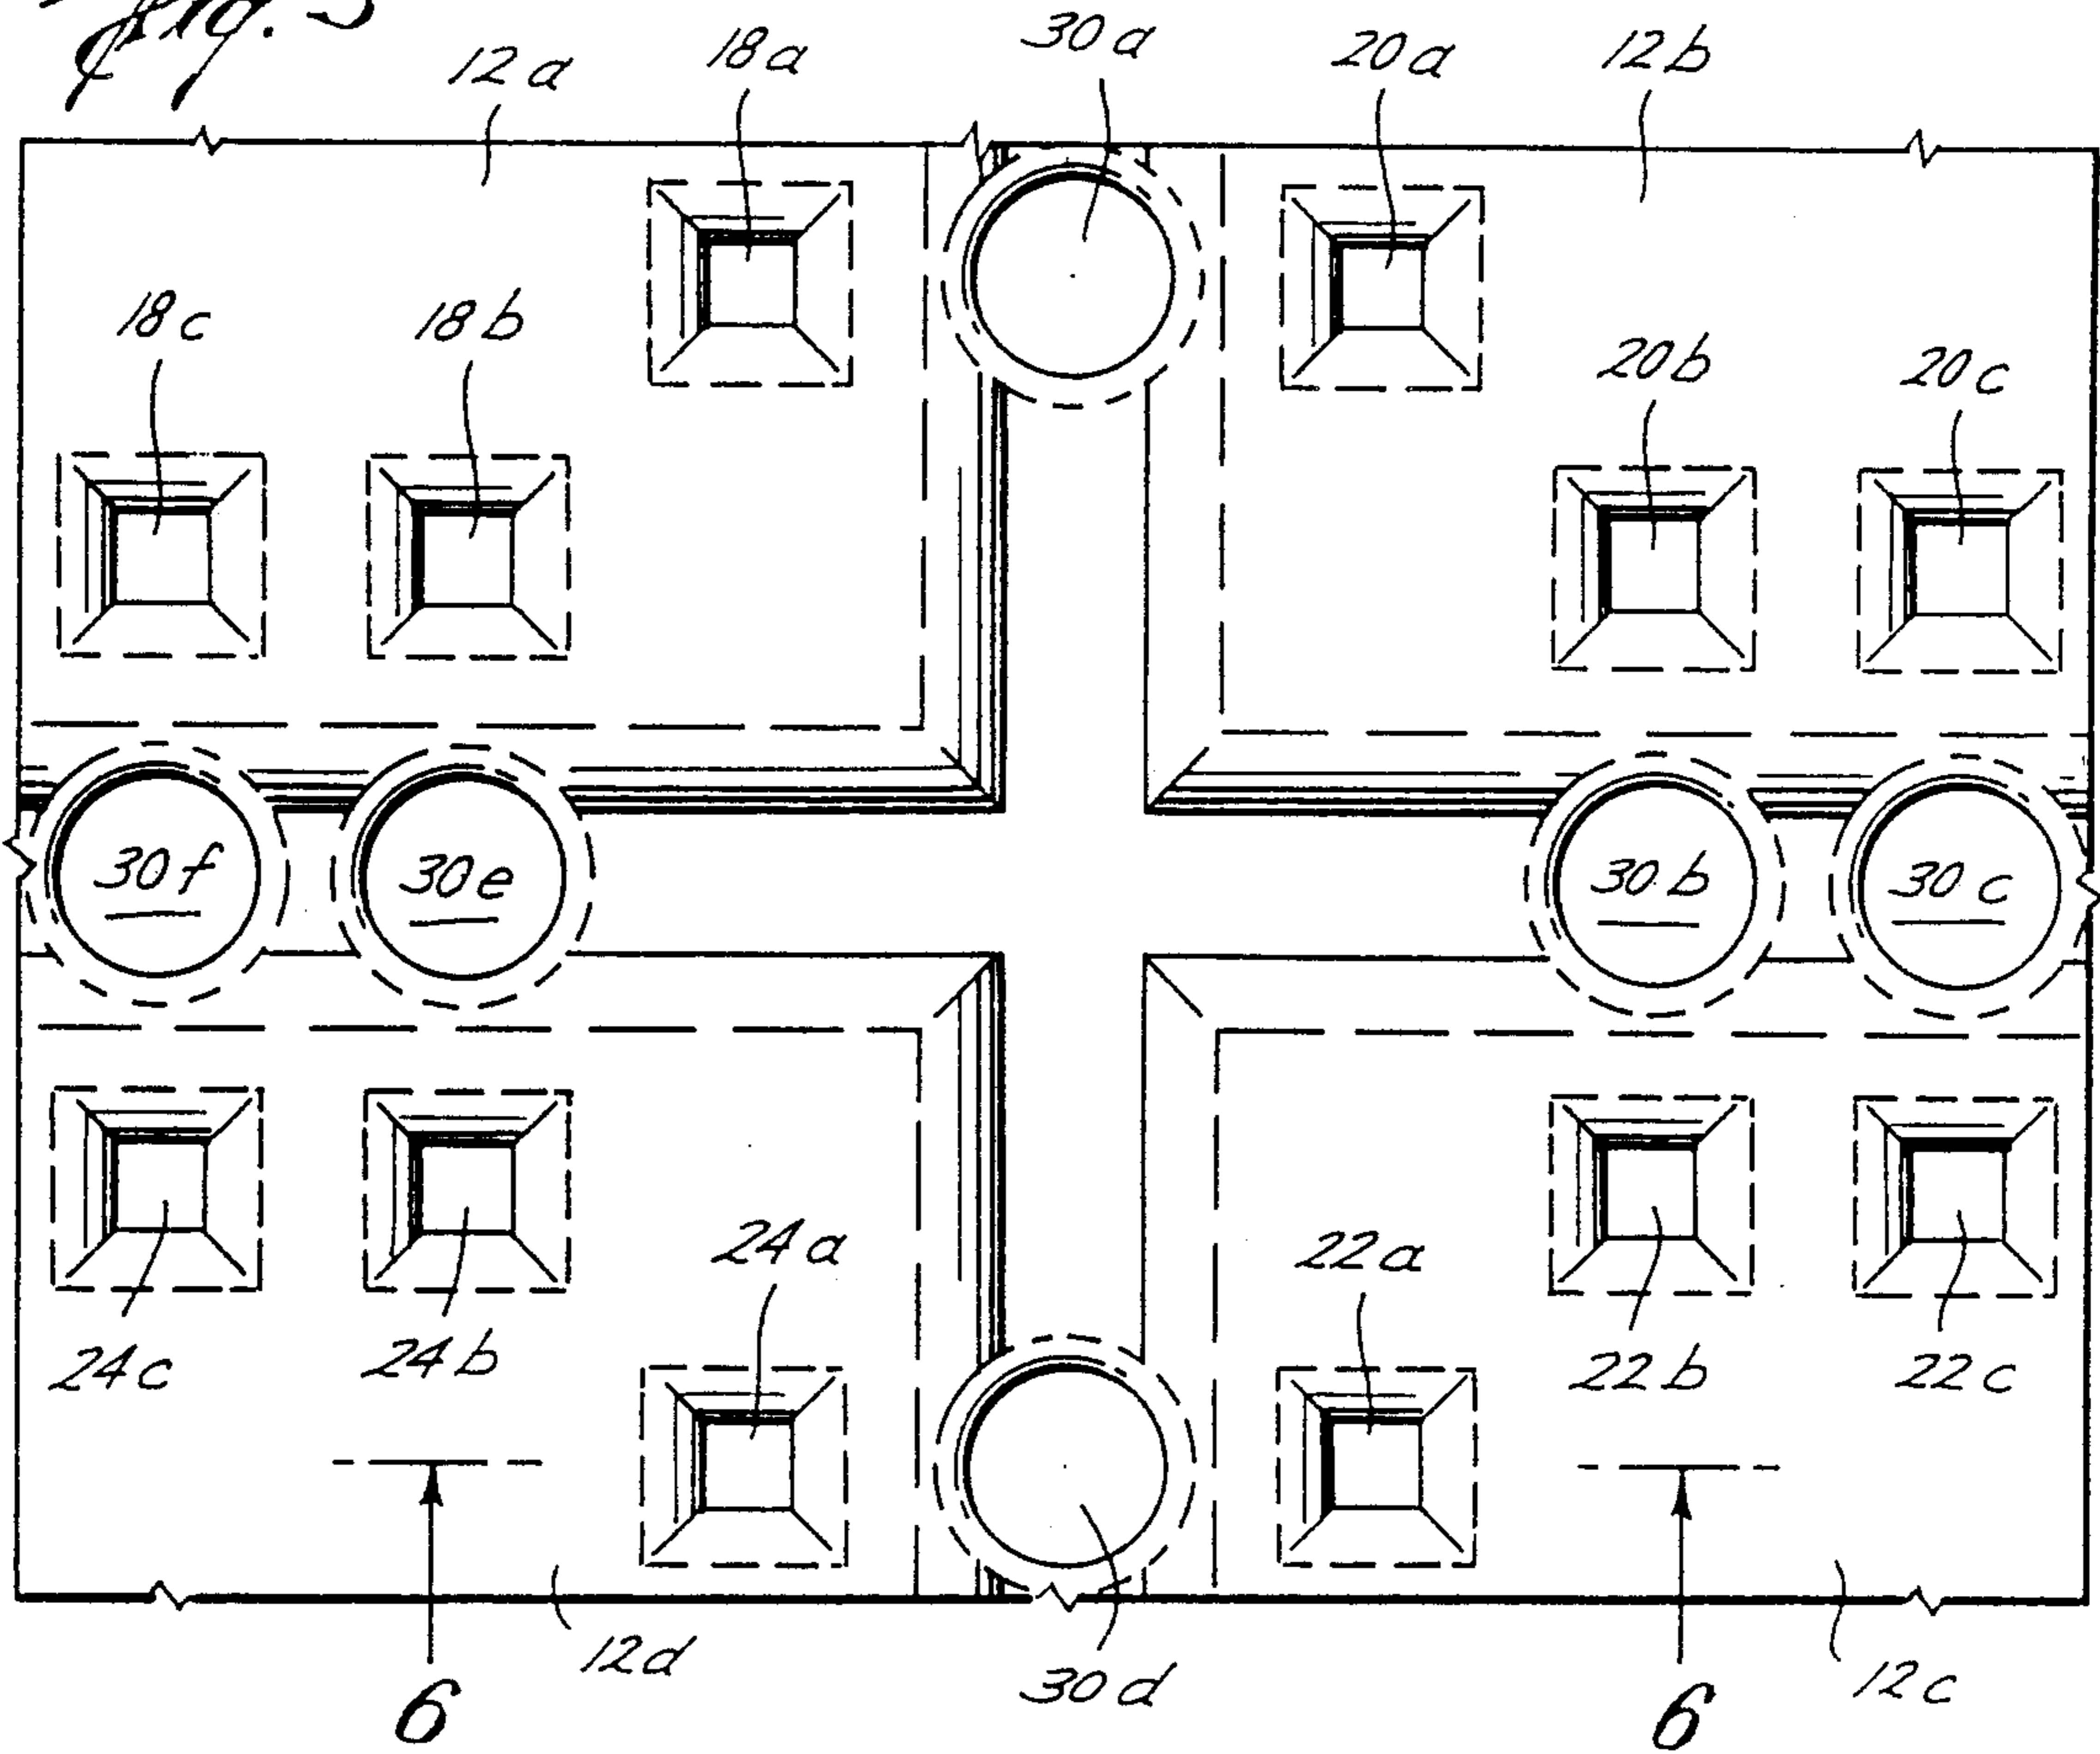 Fig. 5
12a 18a 30a 20a 12b
18c 18b 20b 20c
30f 30e 30b 30c
24a 22a
24c 24b 22b 22c
12d 30d 12c
6 6